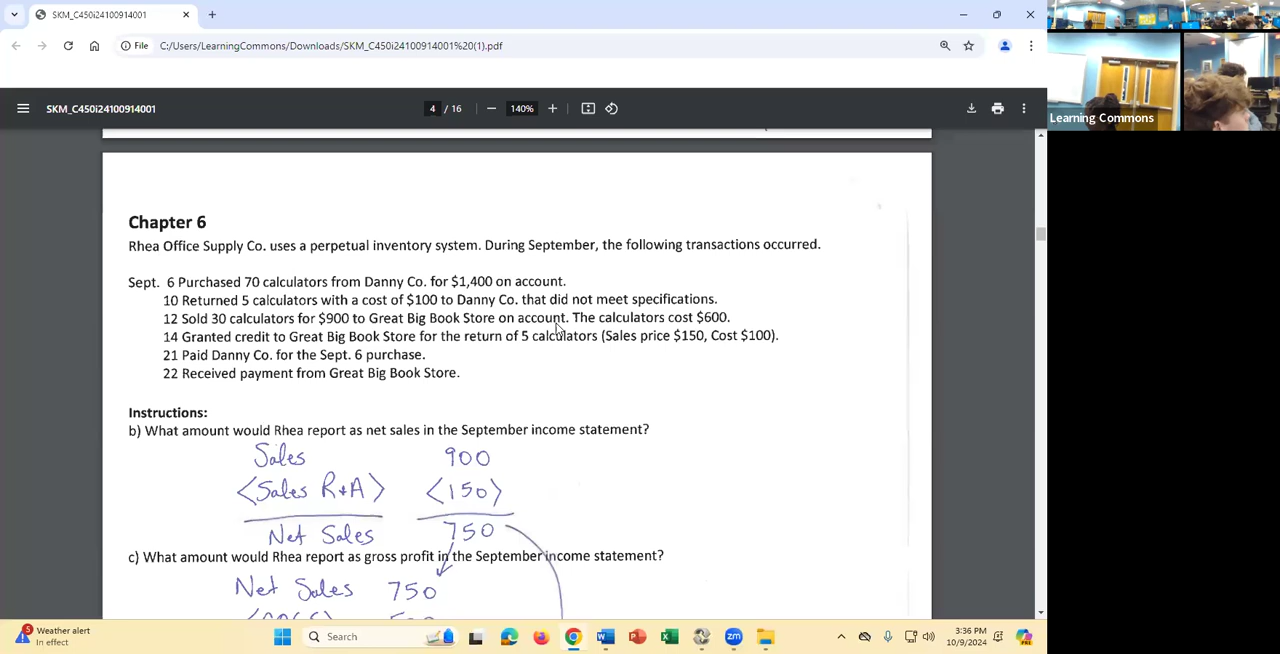 SKM_C450i24100914001
File
C:/Users/LearningCommons/Downloads/SKM_C450i24100914001%20(1).pdf
SKM_C450i24100914001
4 / 16
140%
Learning Commons
Chapter 6
Rhea Office Supply Co. uses a perpetual inventory system. During September, the following transactions occurred.
Sept. 6 Purchased 70 calculators from Danny Co. for $1,400 on account.
10 Returned 5 calculators with a cost of $100 to Danny Co. that did not meet specifications.
12 Sold 30 calculators for $900 to Great Big Book Store on account. The calculators cost $600.
14 Granted credit to Great Big Book Store for the return of 5 calculators (Sales price $150, Cost $100).
21 Paid Danny Co. for the Sept. 6 purchase.
22 Received payment from Great Big Book Store.
Instructions:
b) What amount would Rhea report as net sales in the September income statement?
Sales 900
<Sales R+A> <150>
Net Sales 750
c) What amount would Rhea report as gross profit in the September income statement?
Net Sales 750
5
Weather alert
In effect
Search
zm
3:36 PM
10/9/2024